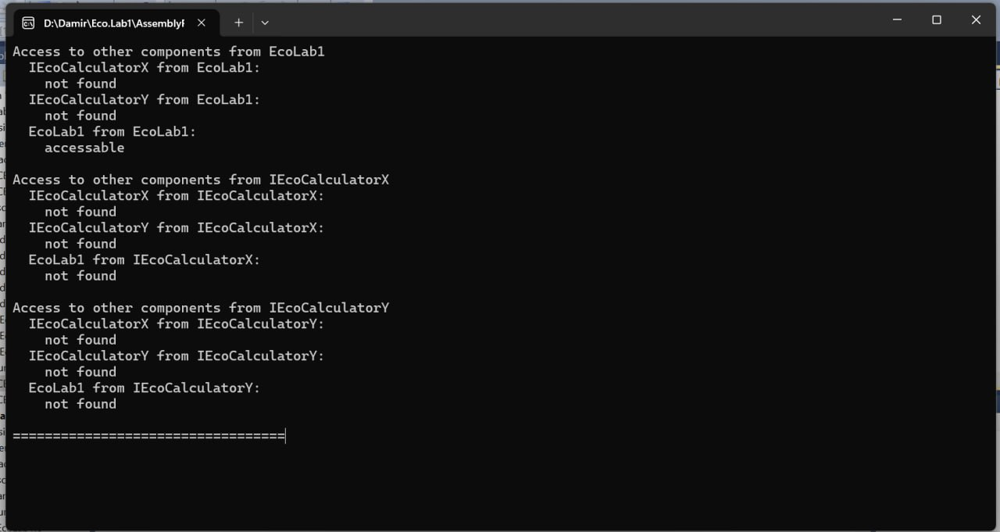 D:\Damir\Eco.Lab1\Assembly
Access to other components from EcoLab1
IEcoCalculatorX from EcoLab1:
not found
IEcoCalculatorY from EcoLab1:
not found
EcoLab1 from EcoLab1:
accessable
Access to other components from IEcoCalculatorX
IEcoCalculatorX from IEcoCalculatorX:
not found
IEcoCalculatorY from IEcoCalculatorX:
not found
EcoLab1 from IEcoCalculatorX:
not found
Access to other components from IEcoCalculatorY
IEcoCalculatorX from IEcoCalculatorY:
not found
IEcoCalculatorY from IEcoCalculatorY:
not found
EcoLab1 from IEcoCalculatorY:
not found
==================================